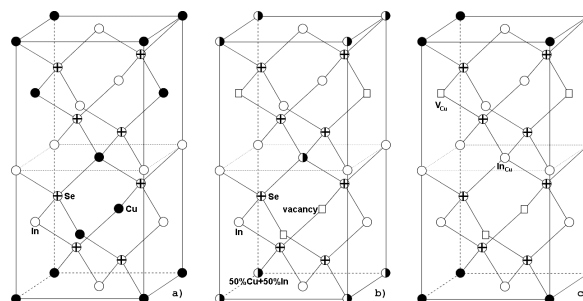 V_Cu
In_Cu
Se
Cu
In
a)
Se
vacancy
In
50%Cu+50%In
b)
c